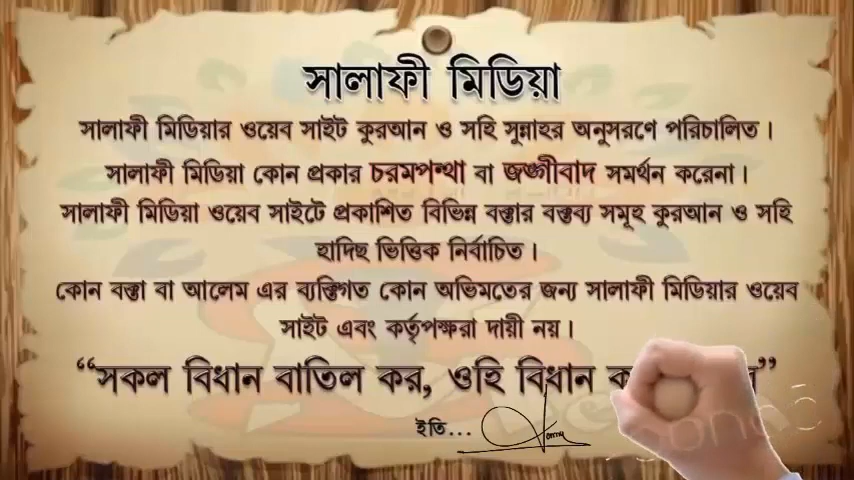 সালাফী মিডিয়া
সালাফী মিডিয়ার ওয়েব সাইট কুরআন ও সহি সুন্নাহর অনুসরণে পরিচালিত।
সালাফী মিডিয়া কোন প্রকার চরমপন্থা বা জঙ্গীবাদ সমর্থন করেনা।
সালাফী মিডিয়া ওয়েব সাইটে প্রকাশিত বিভিন্ন বক্তার বক্তব্য সমূহ কুরআন ও সহি
হাদিছ ভিত্তিক নির্বাচিত।
কোন বক্তা বা আলেম এর ব্যক্তিগত কোন অভিমতের জন্য সালাফী মিডিয়ার ওয়েব
সাইট এবং কর্তৃপক্ষরা দায়ী নয়।
“সকল বিধান বাতিল কর, ওহি বিধান
ইতি...